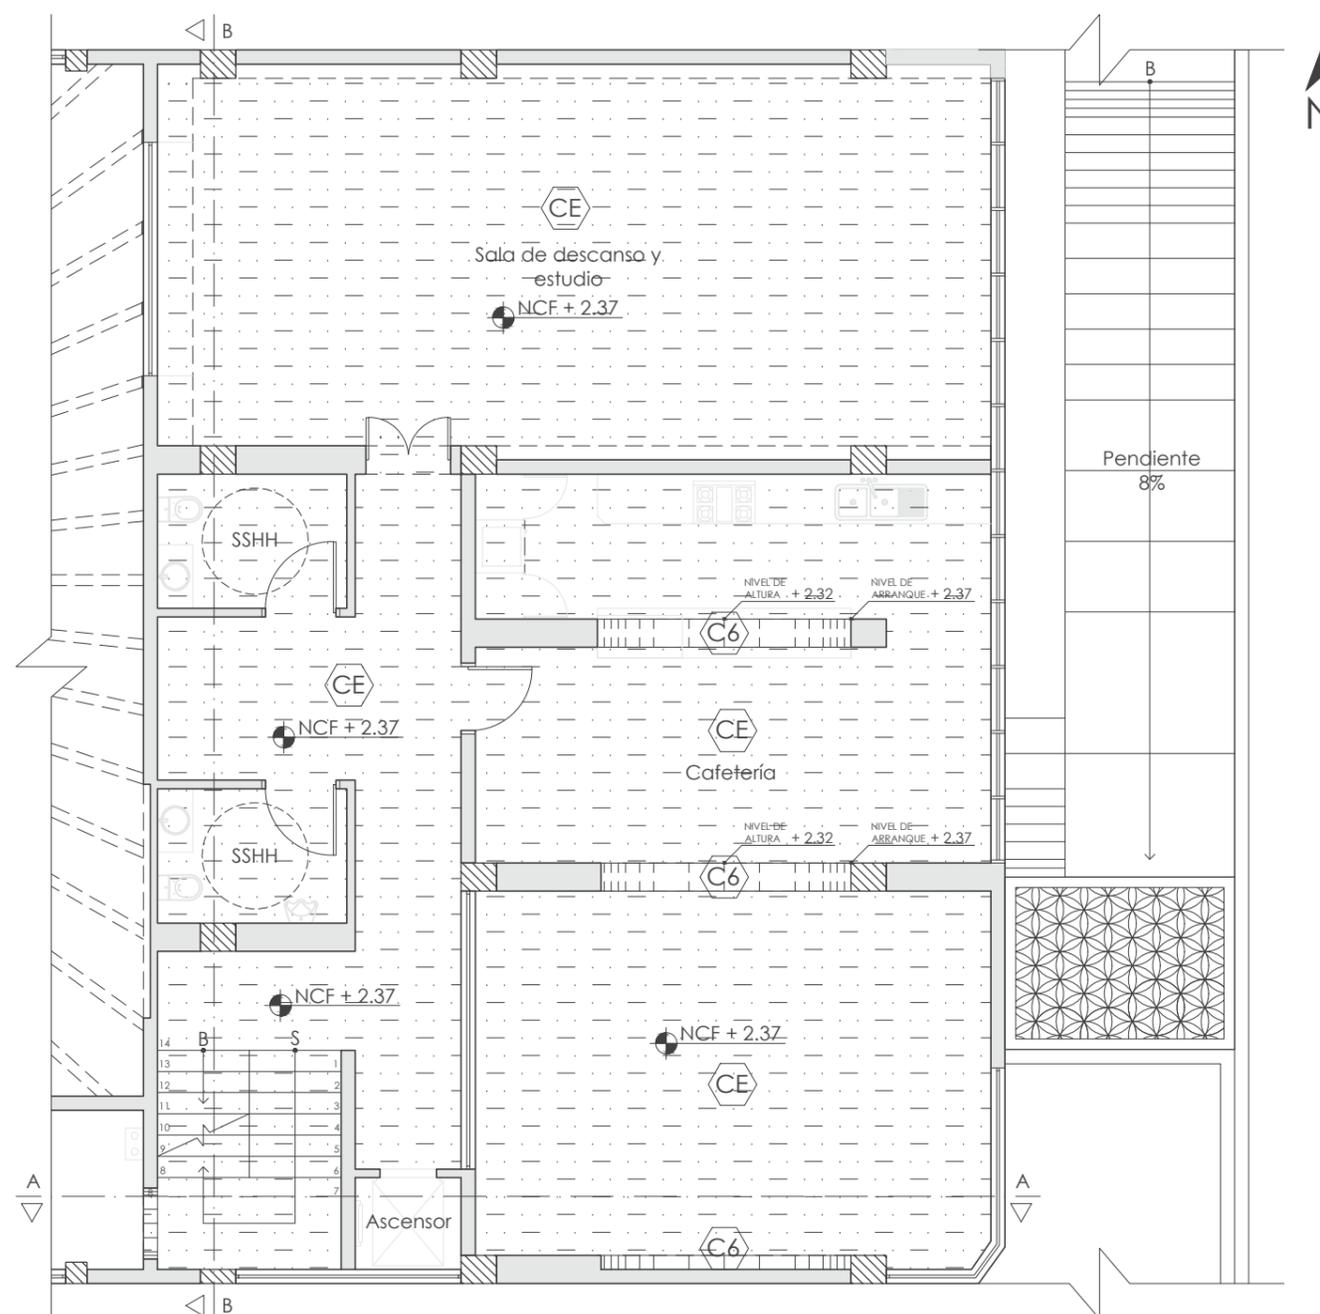 B
N
B
CE
Sala de descanso y
estudio
NCF + 2.37
Pendiente
8%
SSHH
NIVEL DE
ALTURA + 2.32
NIVEL DE
ARRANQUE + 2.37
C6
CE
NCF + 2.37
CE
Cafetería
NIVEL DE
ALTURA + 2.32
NIVEL DE
ARRANQUE + 2.37
SSHH
C6
NCF + 2.37
NCF + 2.37
B
S
14
13
1
12
2
11
3
10
4
9
5
8
6
7
CE
A
A
Ascensor
C6
B